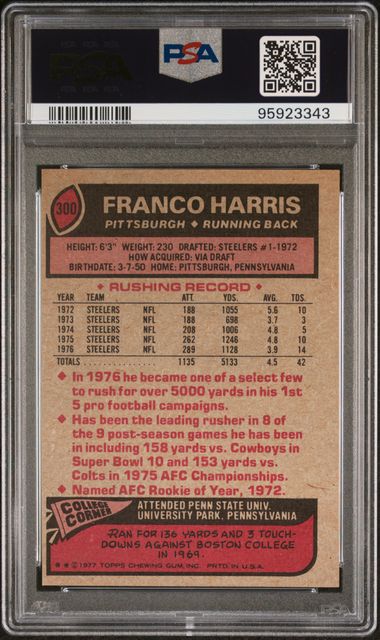 PSA
PSA
95923343
300
FRANCO HARRIS
PITTSBURGH ◆ RUNNING BACK
HEIGHT: 6'3" WEIGHT: 230 DRAFTED: STEELERS #1-1972
HOW ACQUIRED: VIA DRAFT
BIRTHDATE: 3-7-50 HOME: PITTSBURGH, PENNSYLVANIA
◆ RUSHING RECORD ◆
YEAR TEAM ATT. YDS. AVG. TDS.
1972 STEELERS NFL 188 1055 5.6 10
1973 STEELERS NFL 188 698 3.7 3
1974 STEELERS NFL 208 1006 4.8 5
1975 STEELERS NFL 262 1246 4.8 10
1976 STEELERS NFL 289 1128 3.9 14
TOTALS ............... 1135 5133 4.5 42
◆ In 1976 he became one of a select few
to rush for over 5000 yards in his 1st
5 pro football campaigns.
◆ Has been the leading rusher in 8 of
the 9 post-season games he has been
in including 158 yards vs. Cowboys in
Super Bowl 10 and 153 yards vs.
Colts in 1975 AFC Championships.
◆ Named AFC Rookie of Year, 1972.
COLLEGE
CORNER
ATTENDED PENN STATE UNIV.
UNIVERSITY PARK, PENNSYLVANIA
RAN FOR 136 YARDS AND 3 TOUCH-
DOWNS AGAINST BOSTON COLLEGE
IN 1969.
✱ ✱ © 1977 TOPPS CHEWING GUM, INC. PRTD. IN U.S.A.
PSA